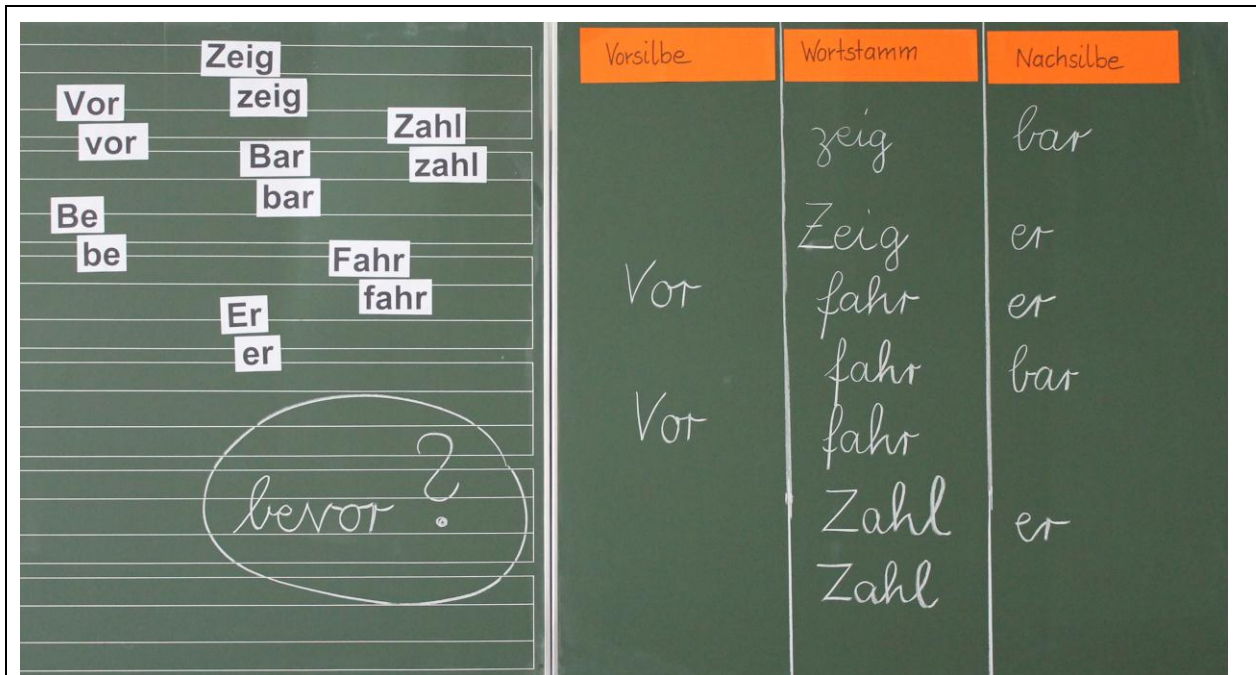 Zeig
zeig
Vor
vor
Zahl
zahl
Bar
bar
Be
be
Fahr
fahr
Er
er
bevor ?
Vorsilbe Wortstamm Nachsilbe
zeig bar
Zeig er
Vor fahr er
fahr bar
Vor fahr
Zahl er
Zahl